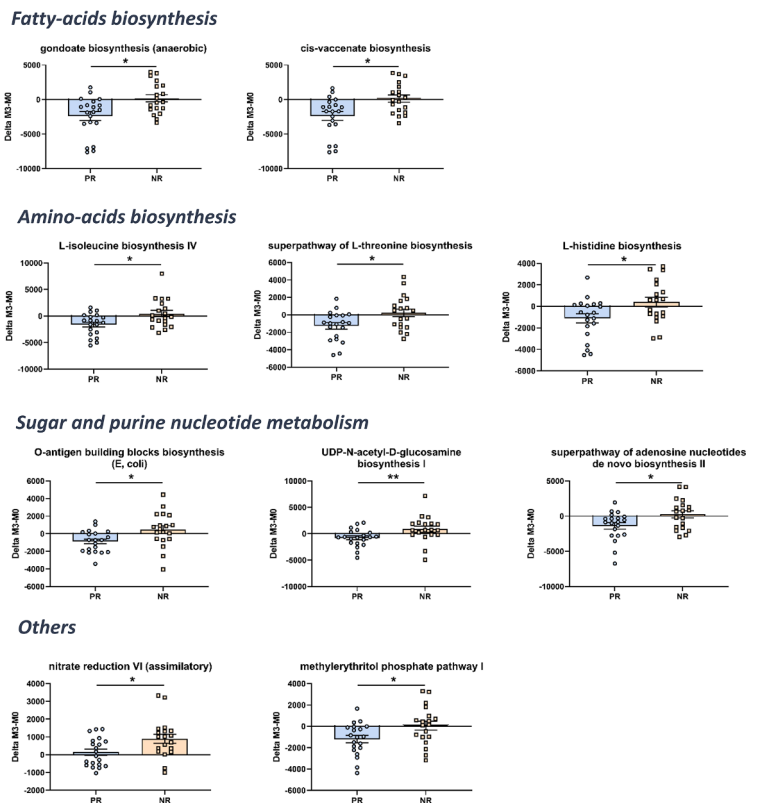 Fatty-acids biosynthesis
gondoate biosynthesis (anaerobic)
Delta M3-M0
5000
0
-5000
-10000
*
PR
NR
cis-vaccenate biosynthesis
Delta M3-M0
5000
0
-5000
-10000
*
PR
NR
Amino-acids biosynthesis
L-isoleucine biosynthesis IV
Delta M3-M0
10000
5000
0
-5000
-10000
*
PR
NR
superpathway of L-threonine biosynthesis
Delta M3-M0
6000
4000
2000
0
-2000
-4000
-6000
*
PR
NR
L-histidine biosynthesis
Delta M3-M0
4000
2000
0
-2000
-4000
-6000
*
PR
NR
Sugar and purine nucleotide metabolism
O-antigen building blocks biosynthesis
(E, coli)
Delta M3-M0
6000
4000
2000
0
-2000
-4000
-6000
*
PR
NR
UDP-N-acetyl-D-glucosamine
biosynthesis I
Delta M3-M0
10000
5000
0
-5000
-10000
**
PR
NR
superpathway of adenosine nucleotides
de novo biosynthesis II
Delta M3-M0
5000
0
-5000
-10000
*
PR
NR
Others
nitrate reduction VI (assimilatory)
Delta M3-M0
4000
3000
2000
1000
0
-1000
-2000
*
PR
NR
methylerythritol phosphate pathway I
Delta M3-M0
4000
2000
0
-2000
-4000
-6000
*
PR
NR